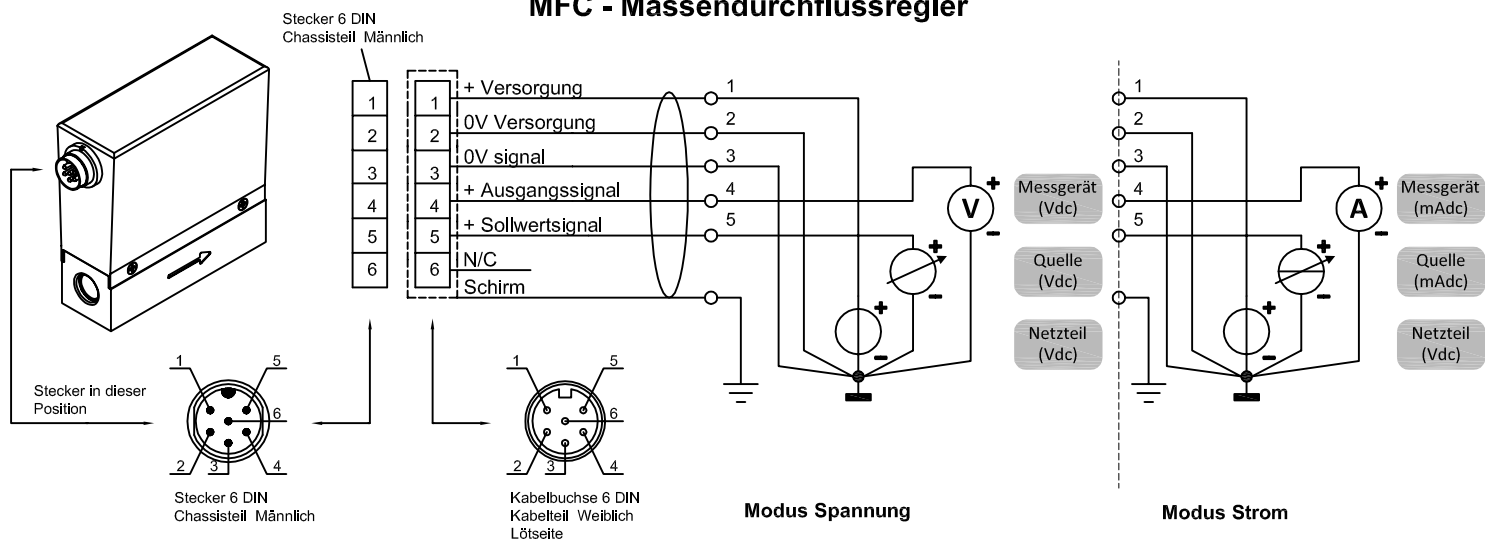 MFC - Massendurchflussregler
Stecker 6 DIN
Chassisteil Männlich
1
2
3
4
5
6
1
2
3
4
5
6
+ Versorgung
0V Versorgung
0V signal
+ Ausgangssignal
+ Sollwertsignal
N/C
Schirm
1
2
3
4
5
+
V
-
+
-
+
-
Messgerät
(Vdc)
Quelle
(Vdc)
Netzteil
(Vdc)
1
2
3
4
5
+
A
-
+
-
+
-
Messgerät
(mAdc)
Quelle
(mAdc)
Netzteil
(Vdc)
Stecker in dieser
Position
1
5
6
2
3
4
Stecker 6 DIN
Chassisteil Männlich
1
5
6
2
3
4
Kabelbuchse 6 DIN
Kabelteil Weiblich
Lötseite
Modus Spannung
Modus Strom